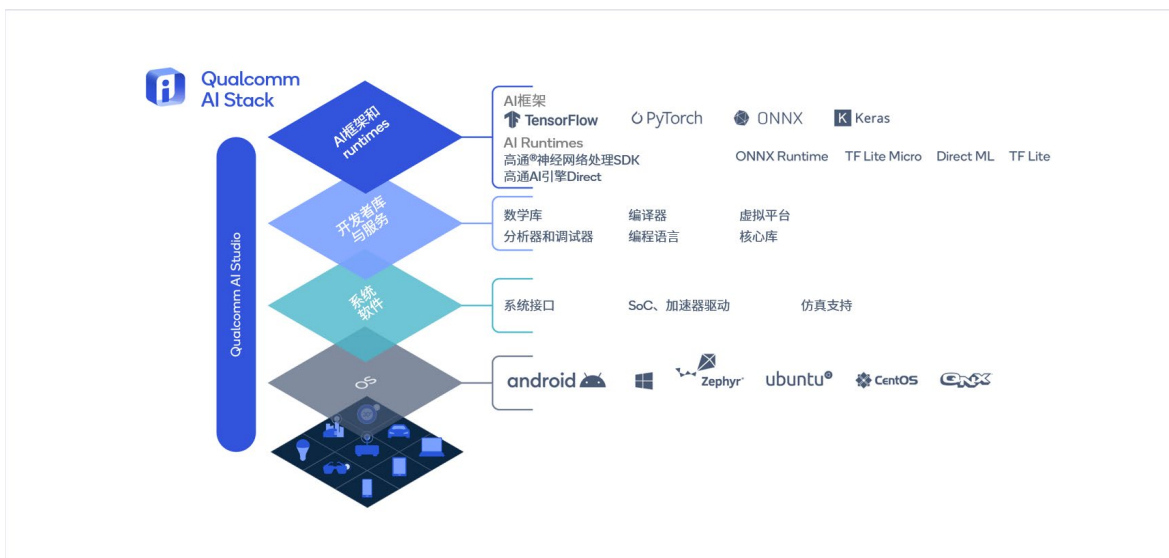 Qualcomm
AI Stack
Qualcomm AI Studio
AI框架和
runtimes
AI框架
TensorFlow
PyTorch
ONNX
K Keras
AI Runtimes
高通®神经网络处理SDK
ONNX Runtime
TF Lite Micro
Direct ML
TF Lite
高通AI引擎Direct
开发者库
与服务
数学库
编译器
虚拟平台
分析器和调试器
编程语言
核心库
系统
软件
系统接口
SoC、加速器驱动
仿真支持
OS
android
Zephyr
ubuntu
CentOS
QNX